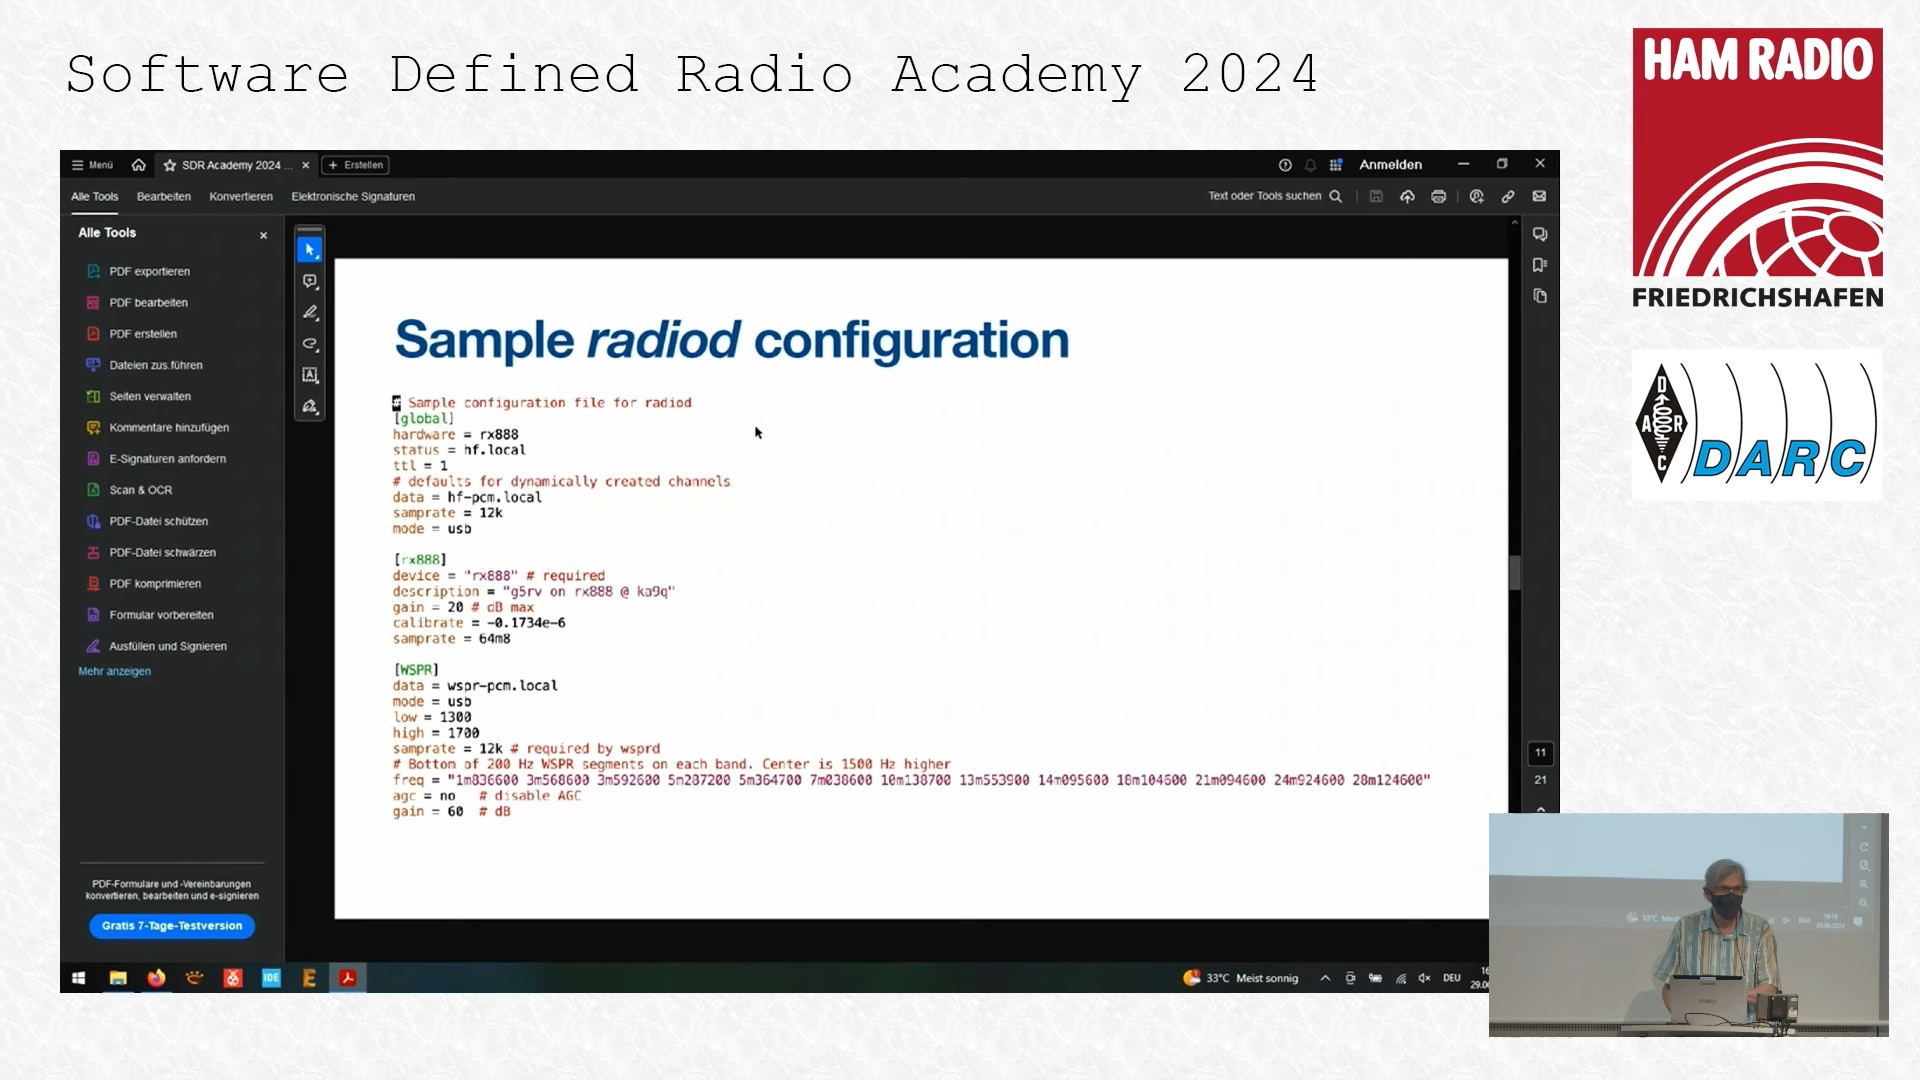 Software Defined Radio Academy 2024
HAM RADIO
FRIEDRICHSHAFEN
DARC
DARC
Menü
SDR Academy 2024 ...
Erstellen
Anmelden
Alle Tools
Bearbeiten
Konvertieren
Elektronische Signaturen
Text oder Tools suchen
Alle Tools
PDF exportieren
PDF bearbeiten
PDF erstellen
Dateien zus.führen
Seiten verwalten
Kommentare hinzufügen
E-Signaturen anfordern
Scan & OCR
PDF-Datei schützen
PDF-Datei schwärzen
PDF komprimieren
Formular vorbereiten
Ausfüllen und Signieren
Mehr anzeigen
PDF-Formulare und -Vereinbarungen
konvertieren, bearbeiten und e-signieren
Gratis 7-Tage-Testversion
Sample radiod configuration
# Sample configuration file for radiod
[global]
hardware = rx888
status = hf.local
ttl = 1
# defaults for dynamically created channels
data = hf-pcm.local
samprate = 12k
mode = usb
[rx888]
device = "rx888" # required
description = "g5rv on rx888 @ ka9q"
gain = 20 # dB max
calibrate = -0.1734e-6
samprate = 64m8
[WSPR]
data = wspr-pcm.local
mode = usb
low = 1300
high = 1700
samprate = 12k # required by wsprd
# Bottom of 200 Hz WSPR segments on each band. Center is 1500 Hz higher
freq = "1m836600 3m568600 3m592600 5m287200 5m364700 7m038600 10m138700 13m553900 14m095600 18m104600 21m094600 24m924600 28m124600"
agc = no # disable AGC
gain = 60 # dB
11
21
IDE
33°C Meist sonnig
DEU